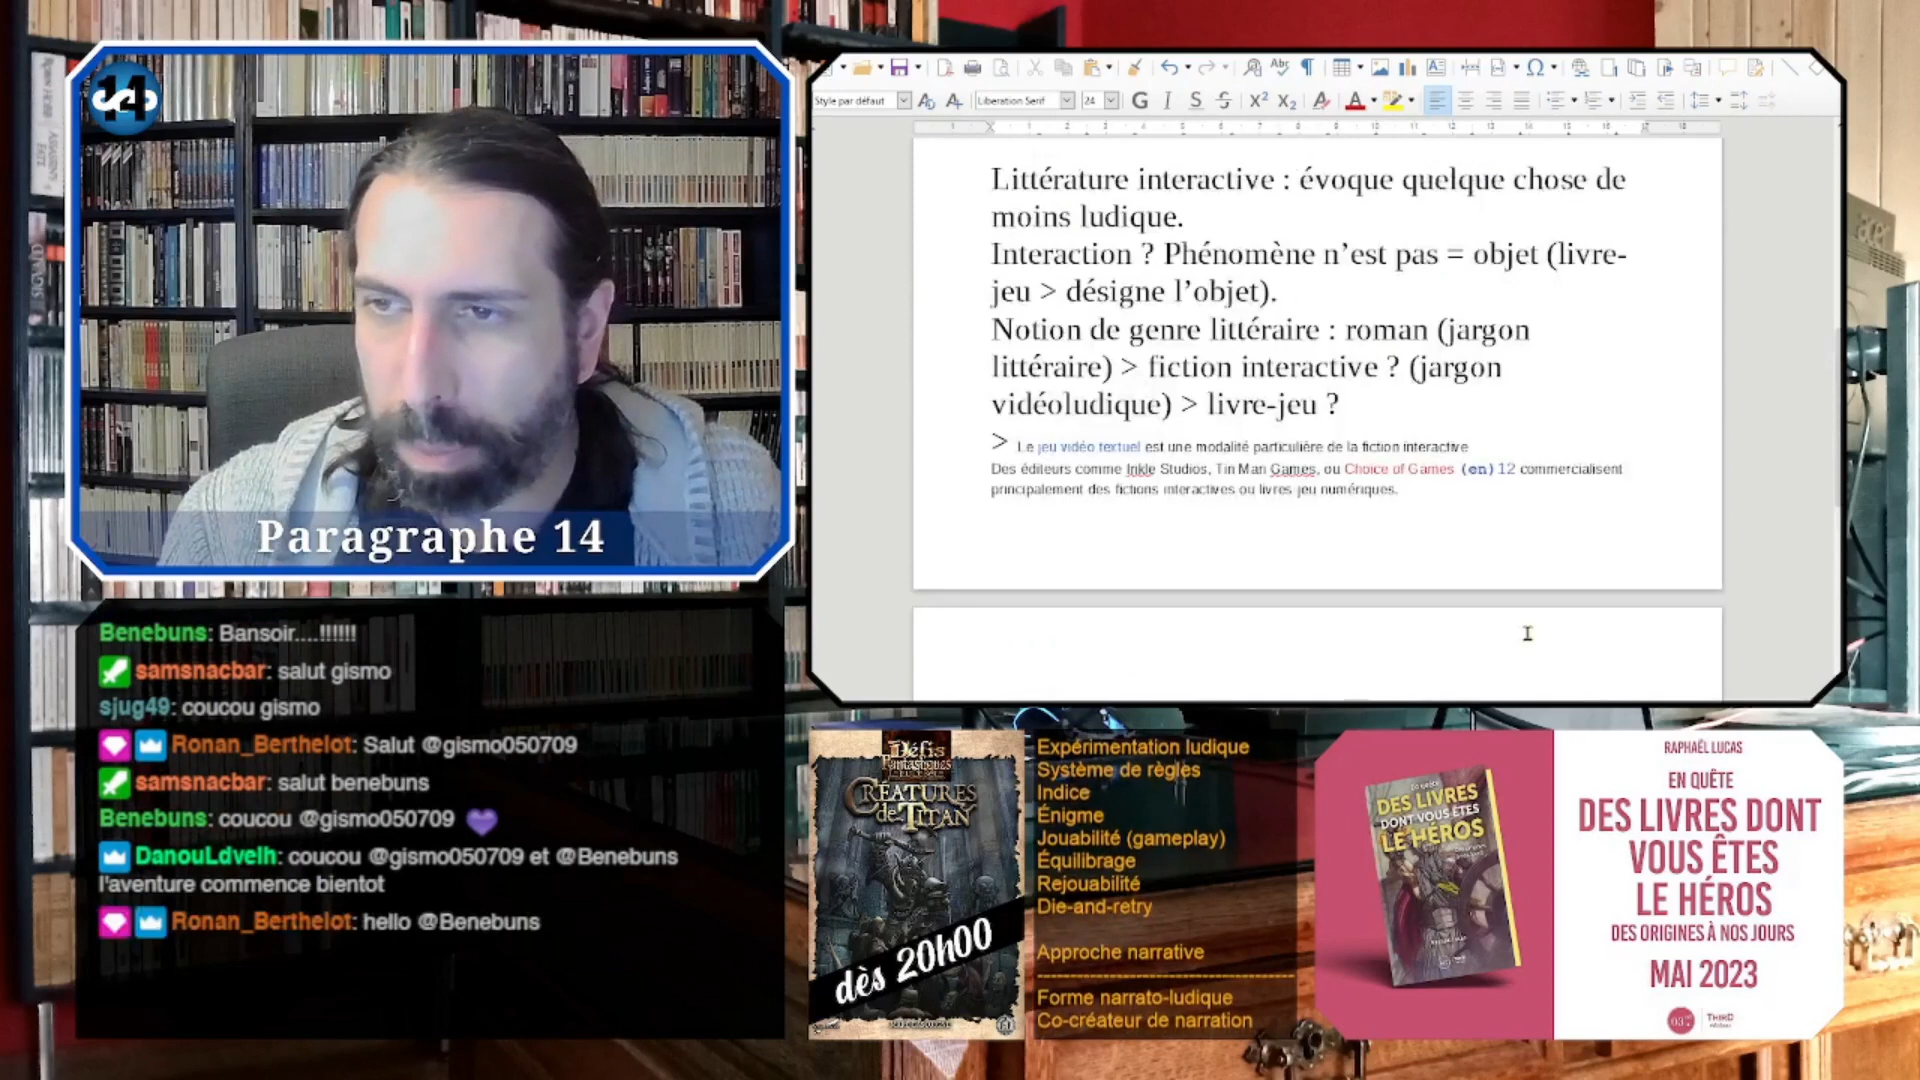 14
Paragraphe 14
Style par défaut
Liberation Serif
24
G I S S X² X₂
Littérature interactive : évoque quelque chose de
moins ludique.
Interaction ? Phénomène n’est pas = objet (livre-
jeu > désigne l’objet).
Notion de genre littéraire : roman (jargon
littéraire) > fiction interactive ? (jargon
vidéoludique) > livre-jeu ?
> Le jeu vidéo textuel est une modalité particulière de la fiction interactive
Des éditeurs comme Inkle Studios, Tin Man Games, ou Choice of Games (en) 12 commercialisent
principalement des fictions interactives ou livres jeu numériques.
Benebuns: Bansoir....!!!!!!
samsnacbar: salut gismo
sjug49: coucou gismo
Ronan_Berthelot: Salut @gismo050709
samsnacbar: salut benebuns
Benebuns: coucou @gismo050709
DanouLdvelh: coucou @gismo050709 et @Benebuns
l'aventure commence bientot
Ronan_Berthelot: hello @Benebuns
Défis
Fantastiques
CRÉATURES
de TITAN
dès 20h00
Expérimentation ludique
Système de règles
Indice
Énigme
Jouabilité (gameplay)
Équilibrage
Rejouabilité
Die-and-retry
Approche narrative
Forme narrato-ludique
Co-créateur de narration
DES LIVRES
DONT VOUS ÊTES
LE HÉROS
RAPHAËL LUCAS
EN QUÊTE
DES LIVRES DONT
VOUS ÊTES
LE HÉROS
DES ORIGINES À NOS JOURS
MAI 2023
THIRD
acer